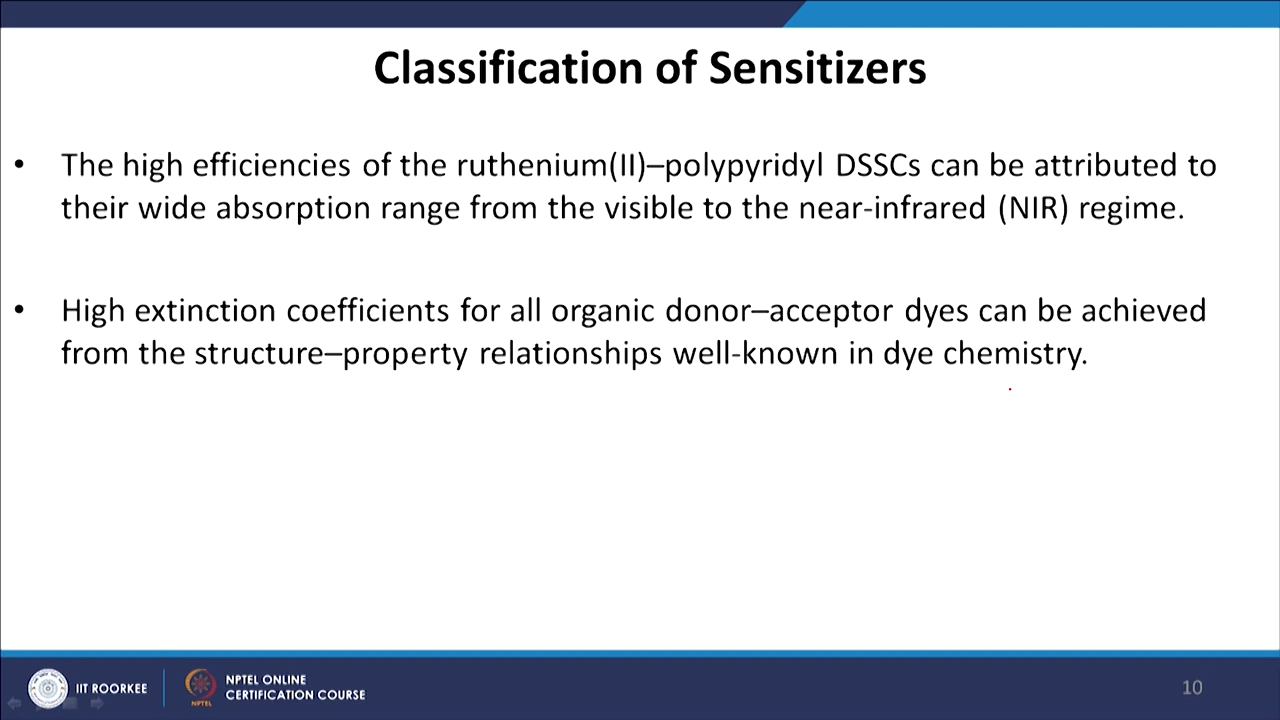 Classification of Sensitizers
• The high efficiencies of the ruthenium(II)–polypyridyl DSSCs can be attributed to
their wide absorption range from the visible to the near-infrared (NIR) regime.
• High extinction coefficients for all organic donor–acceptor dyes can be achieved
from the structure–property relationships well-known in dye chemistry.
IIT ROORKEE
NPTEL
NPTEL ONLINE
CERTIFICATION COURSE
10